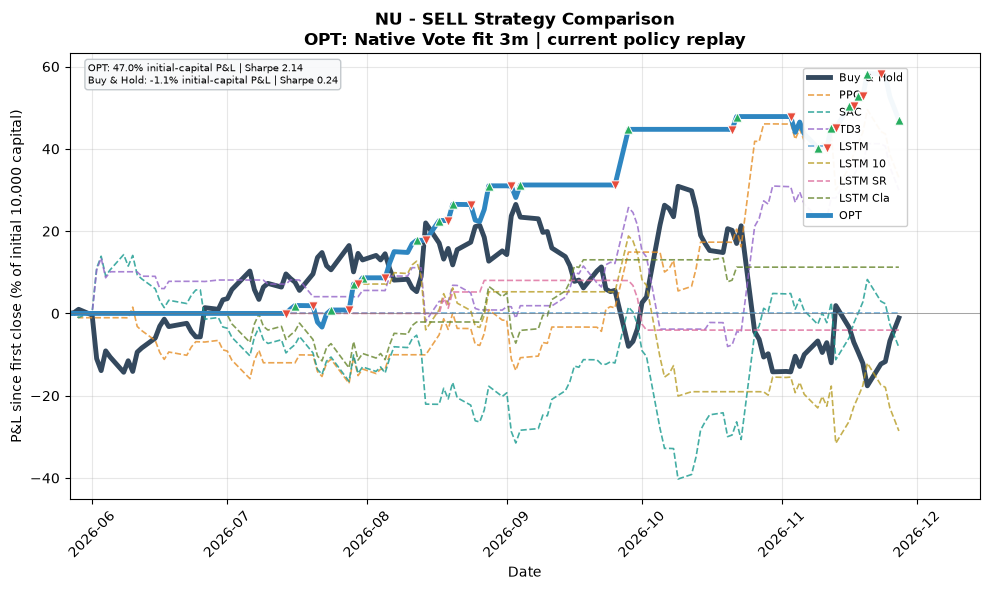 NU - SELL Strategy Comparison
OPT: Native Vote fit 3m | current policy replay
OPT: 47.0% initial-capital P&L | Sharpe 2.14
Buy & Hold: -1.1% initial-capital P&L | Sharpe 0.24
Buy & Hold
PPO
SAC
TD3
LSTM
LSTM 10
LSTM SR
LSTM Cla
OPT
P&L since first close (% of initial 10,000 capital)
60
40
20
0
−20
−40
2026-06
2026-07
2026-08
2026-09
2026-10
2026-11
2026-12
Date